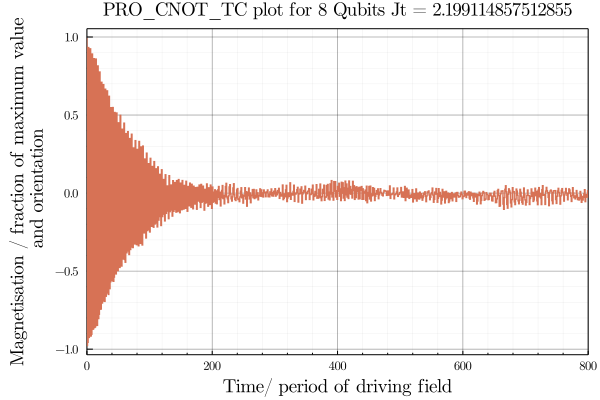 PRO_CNOT_TC plot for 8 Qubits Jt = 2.199114857512855
Magnetisation / fraction of maximum value
and orientation
1.0
0.5
0.0
−0.5
−1.0
0 200 400 600 800
Time/ period of driving field